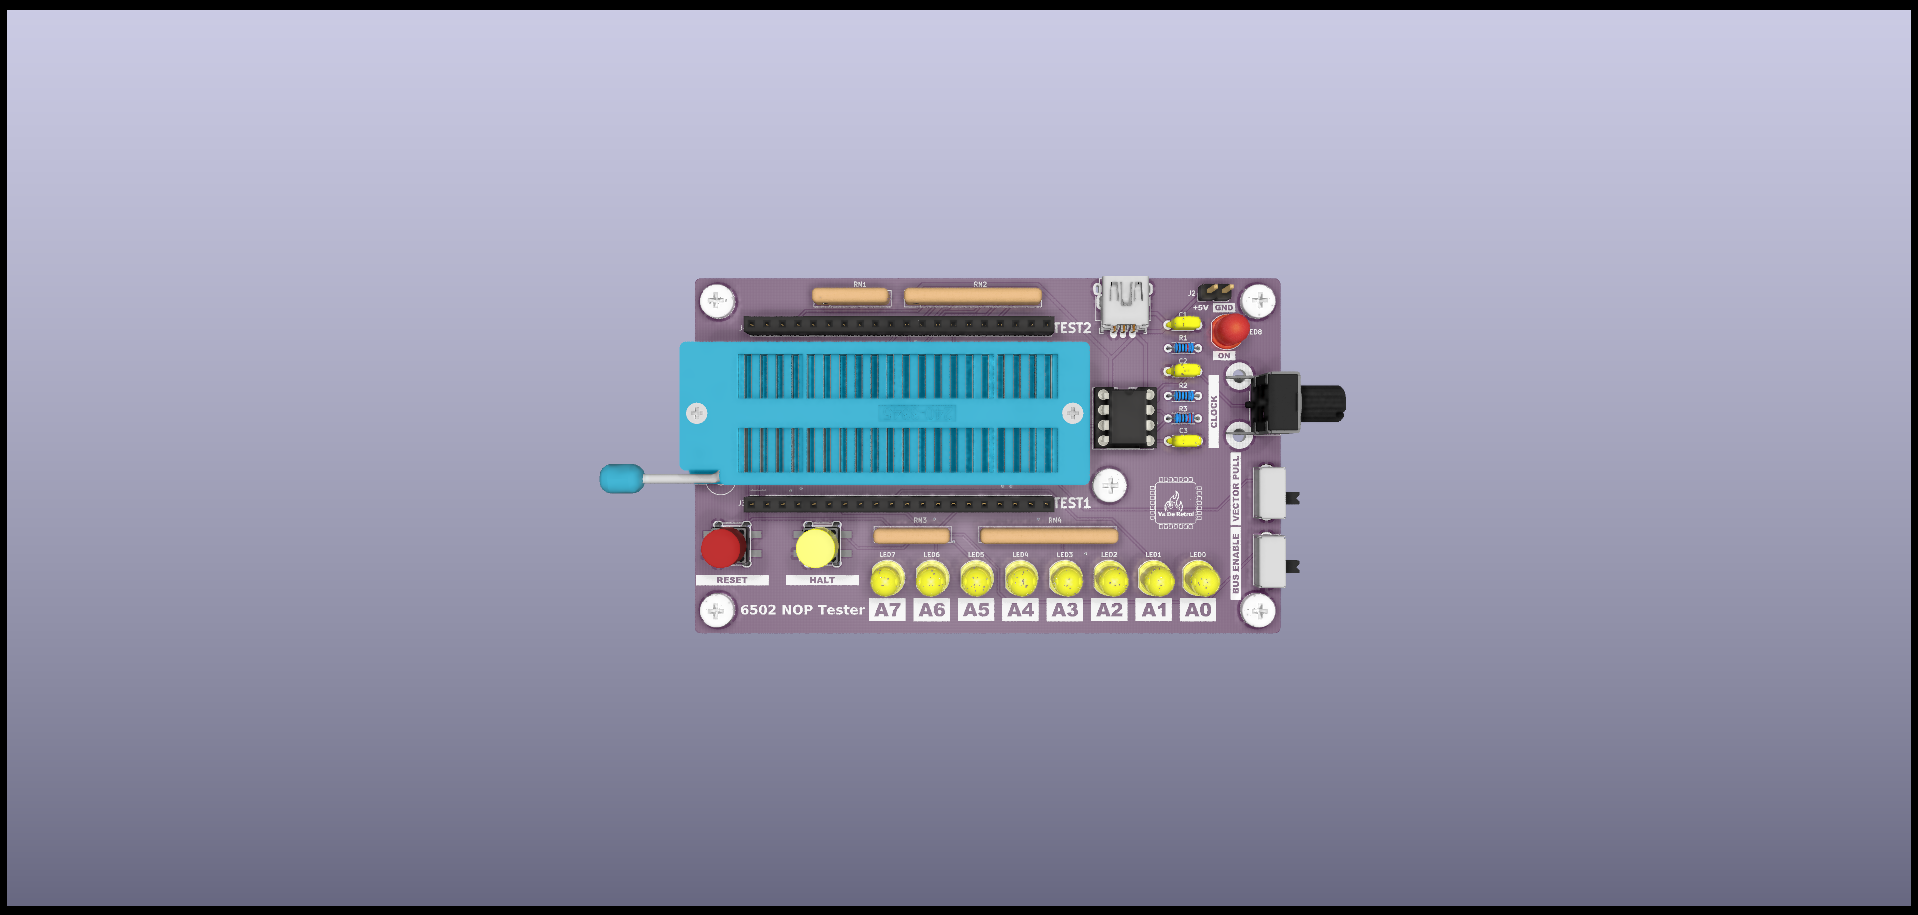 RN1
RN2
J2
+5V
GND
TEST2
C1
R1
ON
C2
R2
R3
C3
CLOCK
VECTOR PULL
Ya De Retro!
TEST1
RN3
RN4
BUS ENABLE
LED7
LED6
LED5
LED4
LED3
LED2
LED1
LED0
RESET
HALT
6502 NOP Tester
A7
A6
A5
A4
A3
A2
A1
A0